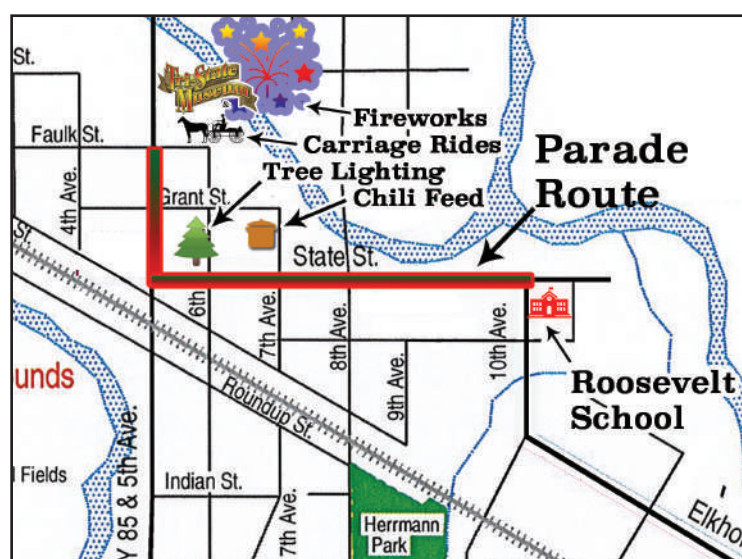 Tri-State
Museum
&
Fireworks
Carriage Rides
Tree Lighting
Chili Feed
Parade
Route
Faulk St.
4th Ave.
Grant St.
St.
State St.
6th
7th Ave.
8th Ave.
9th Ave.
10th Ave.
Roosevelt
School
unds
Roundup St.
l Fields
Y 85 & 5th Ave.
Indian St.
7th Ave.
Herrmann
Park
Elkho